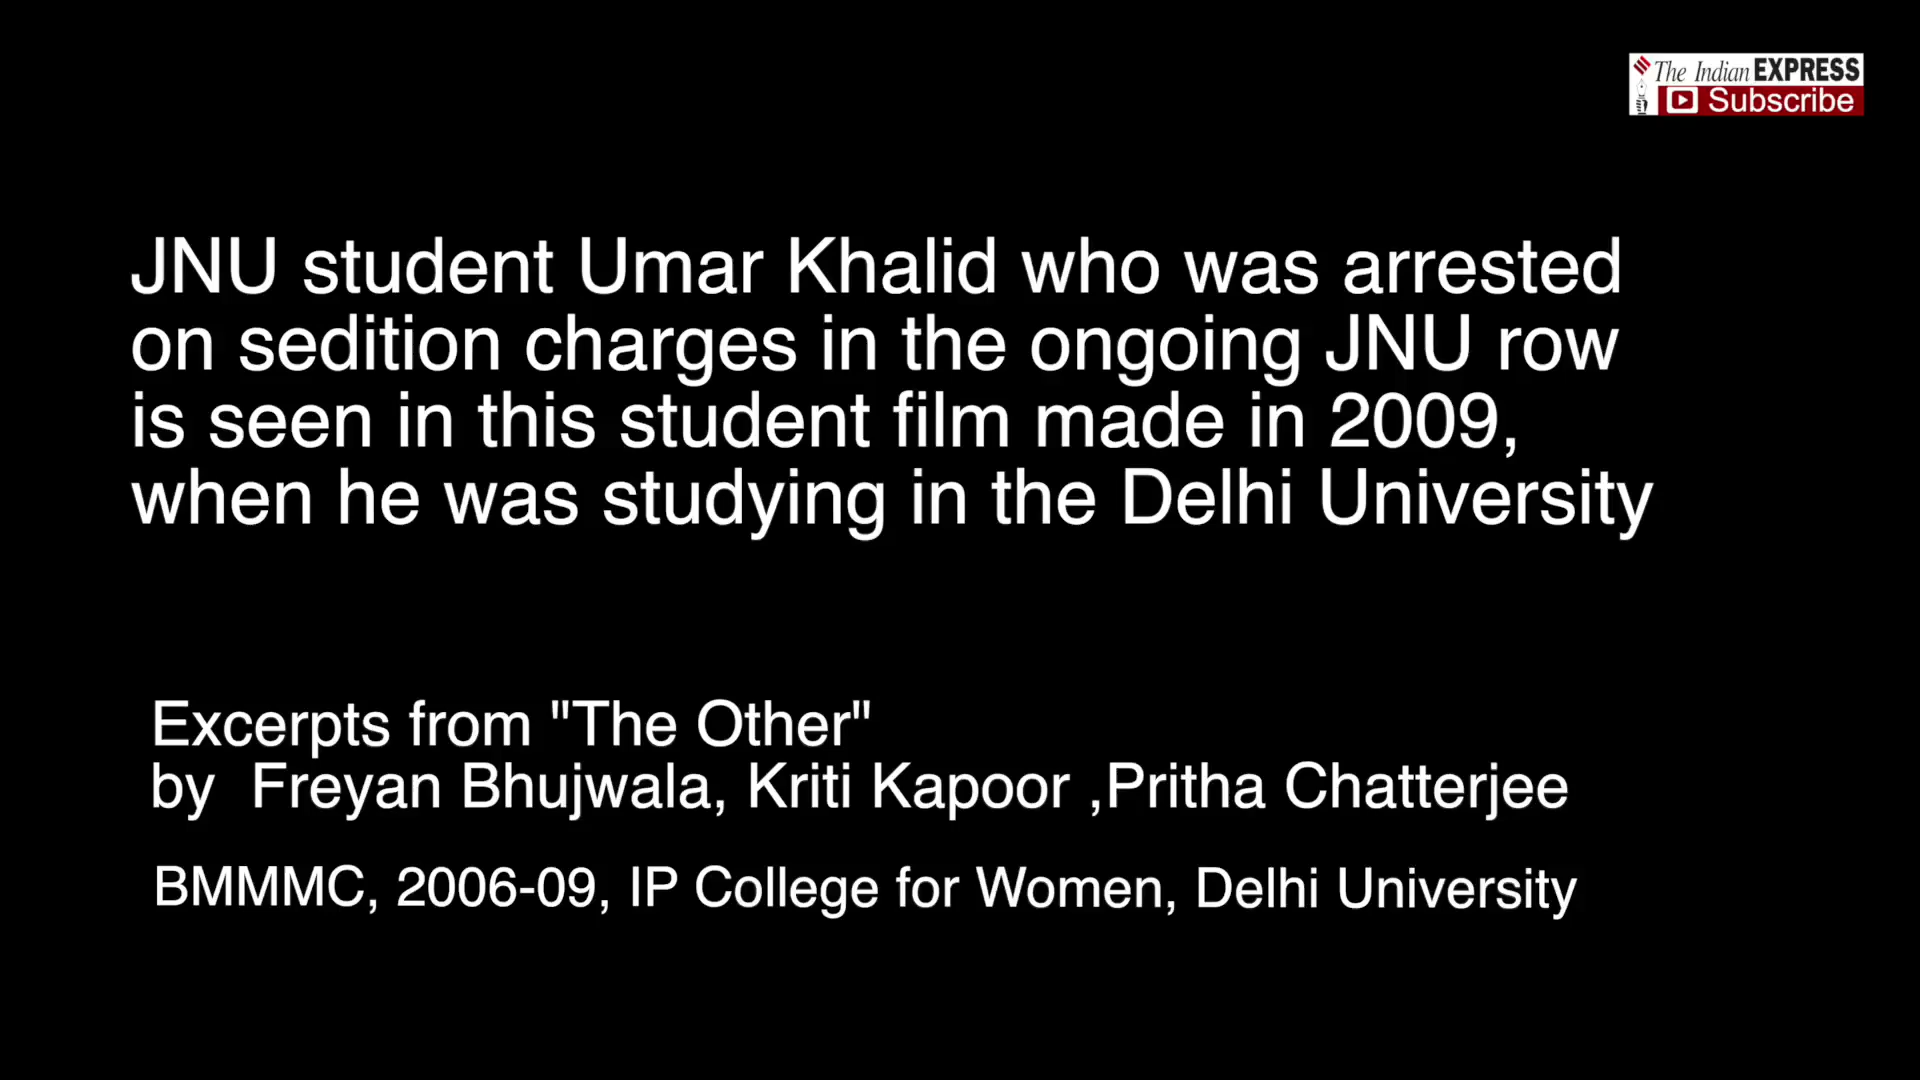 The Indian EXPRESS
Subscribe
JNU student Umar Khalid who was arrested
on sedition charges in the ongoing JNU row
is seen in this student film made in 2009,
when he was studying in the Delhi University
Excerpts from "The Other"
by  Freyan Bhujwala, Kriti Kapoor ,Pritha Chatterjee
BMMMC, 2006-09, IP College for Women, Delhi University